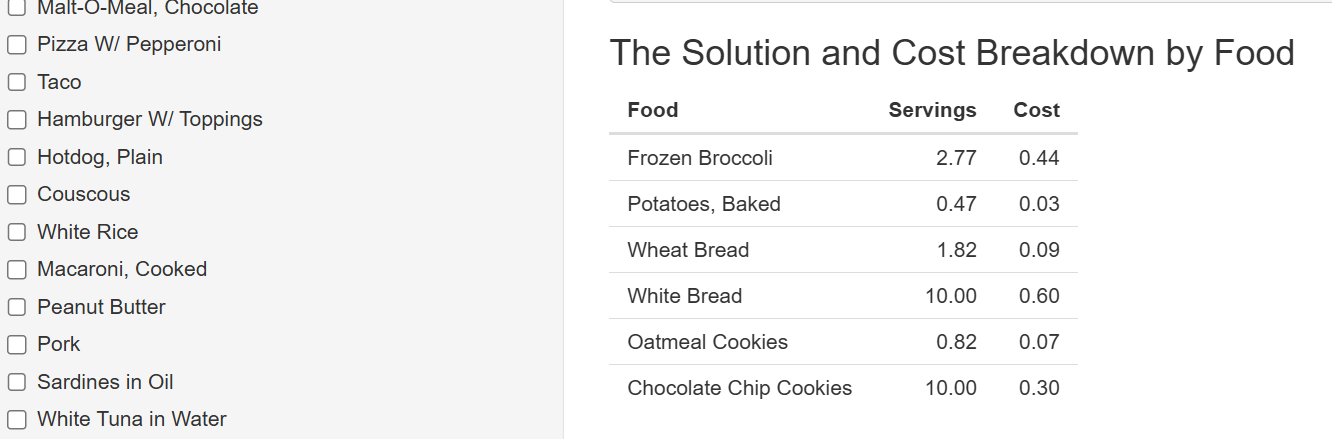 Malt-O-Meal, Chocolate
Pizza W/ Pepperoni
Taco
Hamburger W/ Toppings
Hotdog, Plain
Couscous
White Rice
Macaroni, Cooked
Peanut Butter
Pork
Sardines in Oil
White Tuna in Water
The Solution and Cost Breakdown by Food
Food Servings Cost
Frozen Broccoli 2.77 0.44
Potatoes, Baked 0.47 0.03
Wheat Bread 1.82 0.09
White Bread 10.00 0.60
Oatmeal Cookies 0.82 0.07
Chocolate Chip Cookies 10.00 0.30